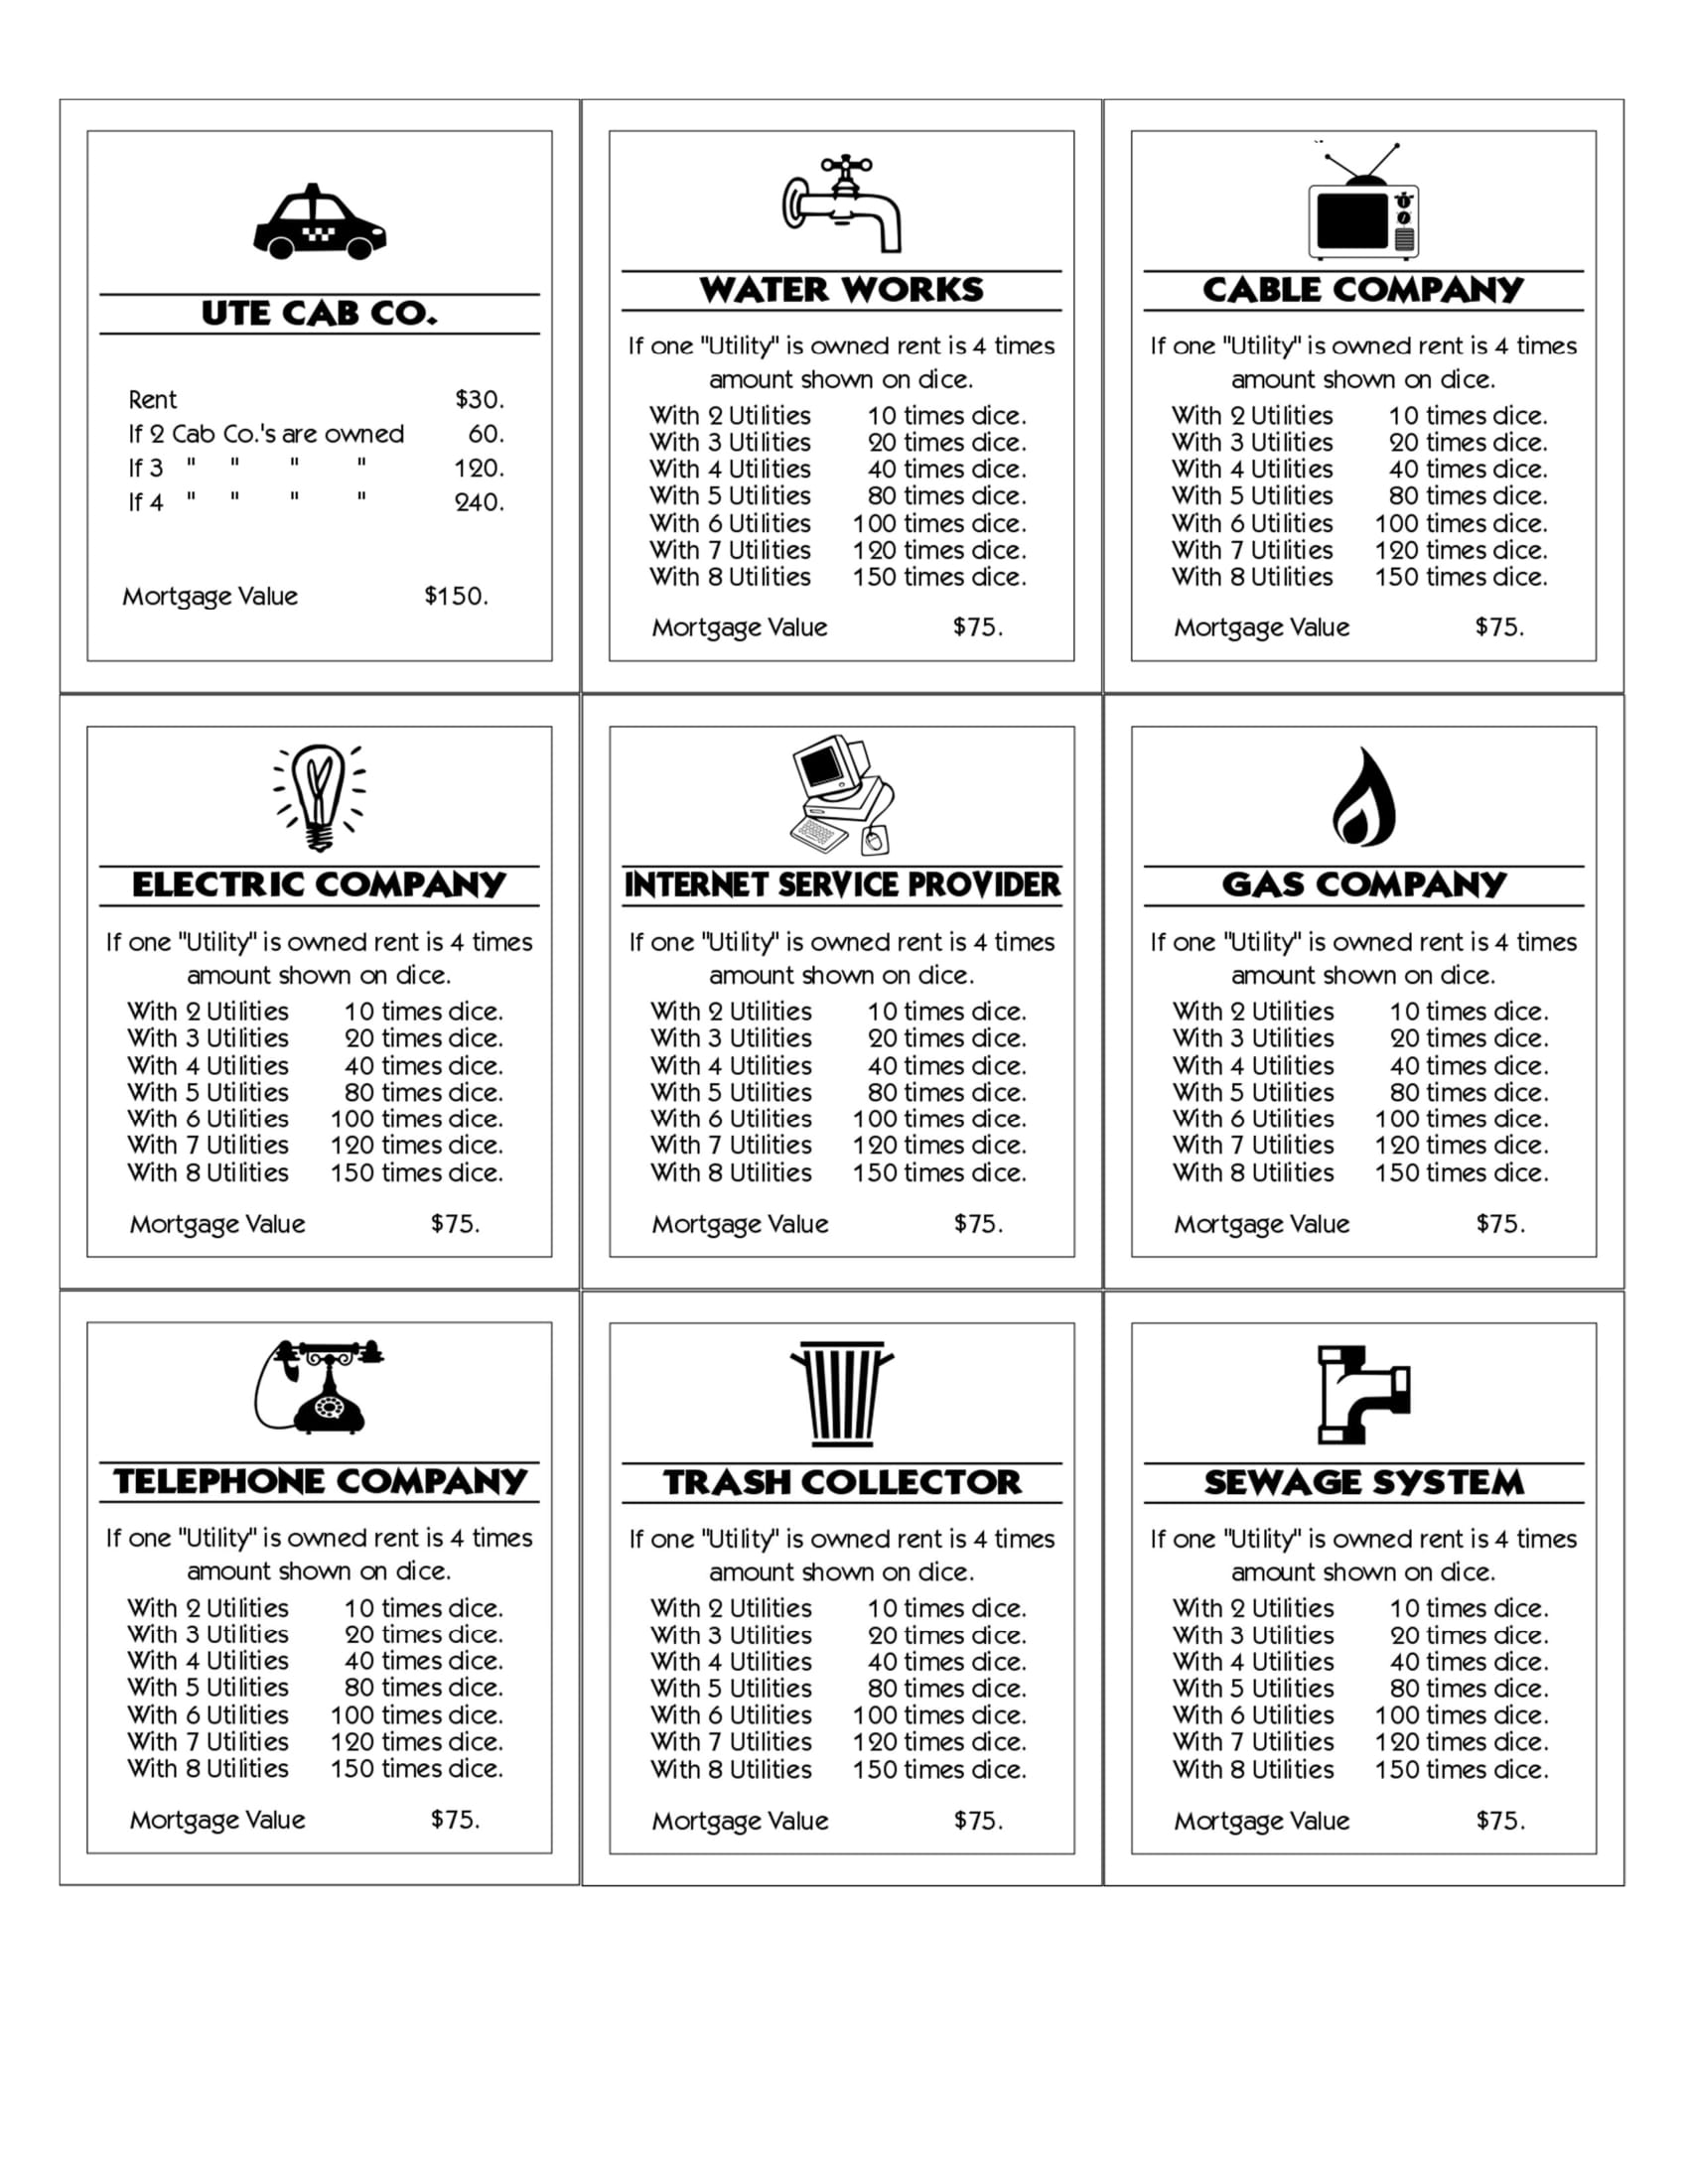 UTE CAB CO.
Rent $30.
If 2 Cab Co.'s are owned 60.
If 3 " " " " 120.
If 4 " " " " 240.
Mortgage Value $150.
WATER WORKS
If one "Utility" is owned rent is 4 times
amount shown on dice.
With 2 Utilities 10 times dice.
With 3 Utilities 20 times dice.
With 4 Utilities 40 times dice.
With 5 Utilities 80 times dice.
With 6 Utilities 100 times dice.
With 7 Utilities 120 times dice.
With 8 Utilities 150 times dice.
Mortgage Value $75.
CABLE COMPANY
If one "Utility" is owned rent is 4 times
amount shown on dice.
With 2 Utilities 10 times dice.
With 3 Utilities 20 times dice.
With 4 Utilities 40 times dice.
With 5 Utilities 80 times dice.
With 6 Utilities 100 times dice.
With 7 Utilities 120 times dice.
With 8 Utilities 150 times dice.
Mortgage Value $75.
ELECTRIC COMPANY
If one "Utility" is owned rent is 4 times
amount shown on dice.
With 2 Utilities 10 times dice.
With 3 Utilities 20 times dice.
With 4 Utilities 40 times dice.
With 5 Utilities 80 times dice.
With 6 Utilities 100 times dice.
With 7 Utilities 120 times dice.
With 8 Utilities 150 times dice.
Mortgage Value $75.
INTERNET SERVICE PROVIDER
If one "Utility" is owned rent is 4 times
amount shown on dice.
With 2 Utilities 10 times dice.
With 3 Utilities 20 times dice.
With 4 Utilities 40 times dice.
With 5 Utilities 80 times dice.
With 6 Utilities 100 times dice.
With 7 Utilities 120 times dice.
With 8 Utilities 150 times dice.
Mortgage Value $75.
GAS COMPANY
If one "Utility" is owned rent is 4 times
amount shown on dice.
With 2 Utilities 10 times dice.
With 3 Utilities 20 times dice.
With 4 Utilities 40 times dice.
With 5 Utilities 80 times dice.
With 6 Utilities 100 times dice.
With 7 Utilities 120 times dice.
With 8 Utilities 150 times dice.
Mortgage Value $75.
TELEPHONE COMPANY
If one "Utility" is owned rent is 4 times
amount shown on dice.
With 2 Utilities 10 times dice.
With 3 Utilities 20 times dice.
With 4 Utilities 40 times dice.
With 5 Utilities 80 times dice.
With 6 Utilities 100 times dice.
With 7 Utilities 120 times dice.
With 8 Utilities 150 times dice.
Mortgage Value $75.
TRASH COLLECTOR
If one "Utility" is owned rent is 4 times
amount shown on dice.
With 2 Utilities 10 times dice.
With 3 Utilities 20 times dice.
With 4 Utilities 40 times dice.
With 5 Utilities 80 times dice.
With 6 Utilities 100 times dice.
With 7 Utilities 120 times dice.
With 8 Utilities 150 times dice.
Mortgage Value $75.
SEWAGE SYSTEM
If one "Utility" is owned rent is 4 times
amount shown on dice.
With 2 Utilities 10 times dice.
With 3 Utilities 20 times dice.
With 4 Utilities 40 times dice.
With 5 Utilities 80 times dice.
With 6 Utilities 100 times dice.
With 7 Utilities 120 times dice.
With 8 Utilities 150 times dice.
Mortgage Value $75.